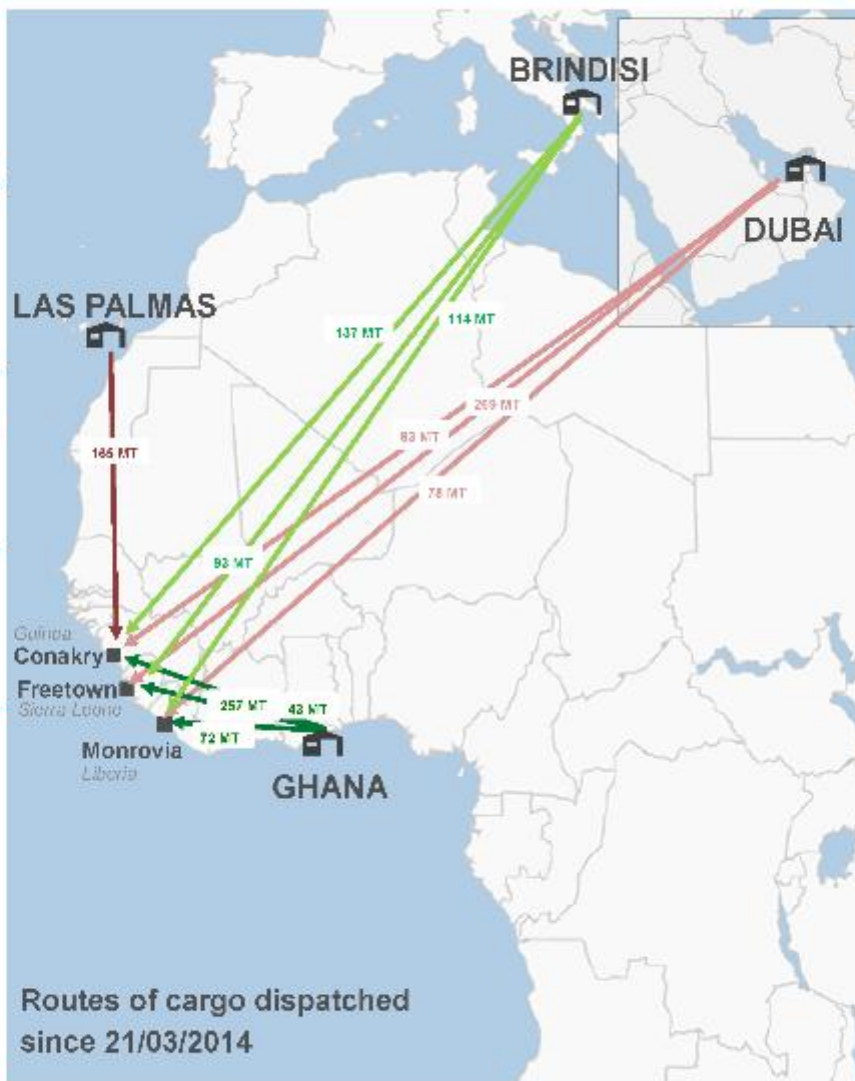 BRINDISI
DUBAI
LAS PALMAS
137 MT
114 MT
269 MT
83 MT
165 MT
78 MT
93 MT
Guinea
Conakry
Freetown
Sierra Leone
257 MT
43 MT
72 MT
Monrovia
Liberia
GHANA
Routes of cargo dispatched
since 21/03/2014